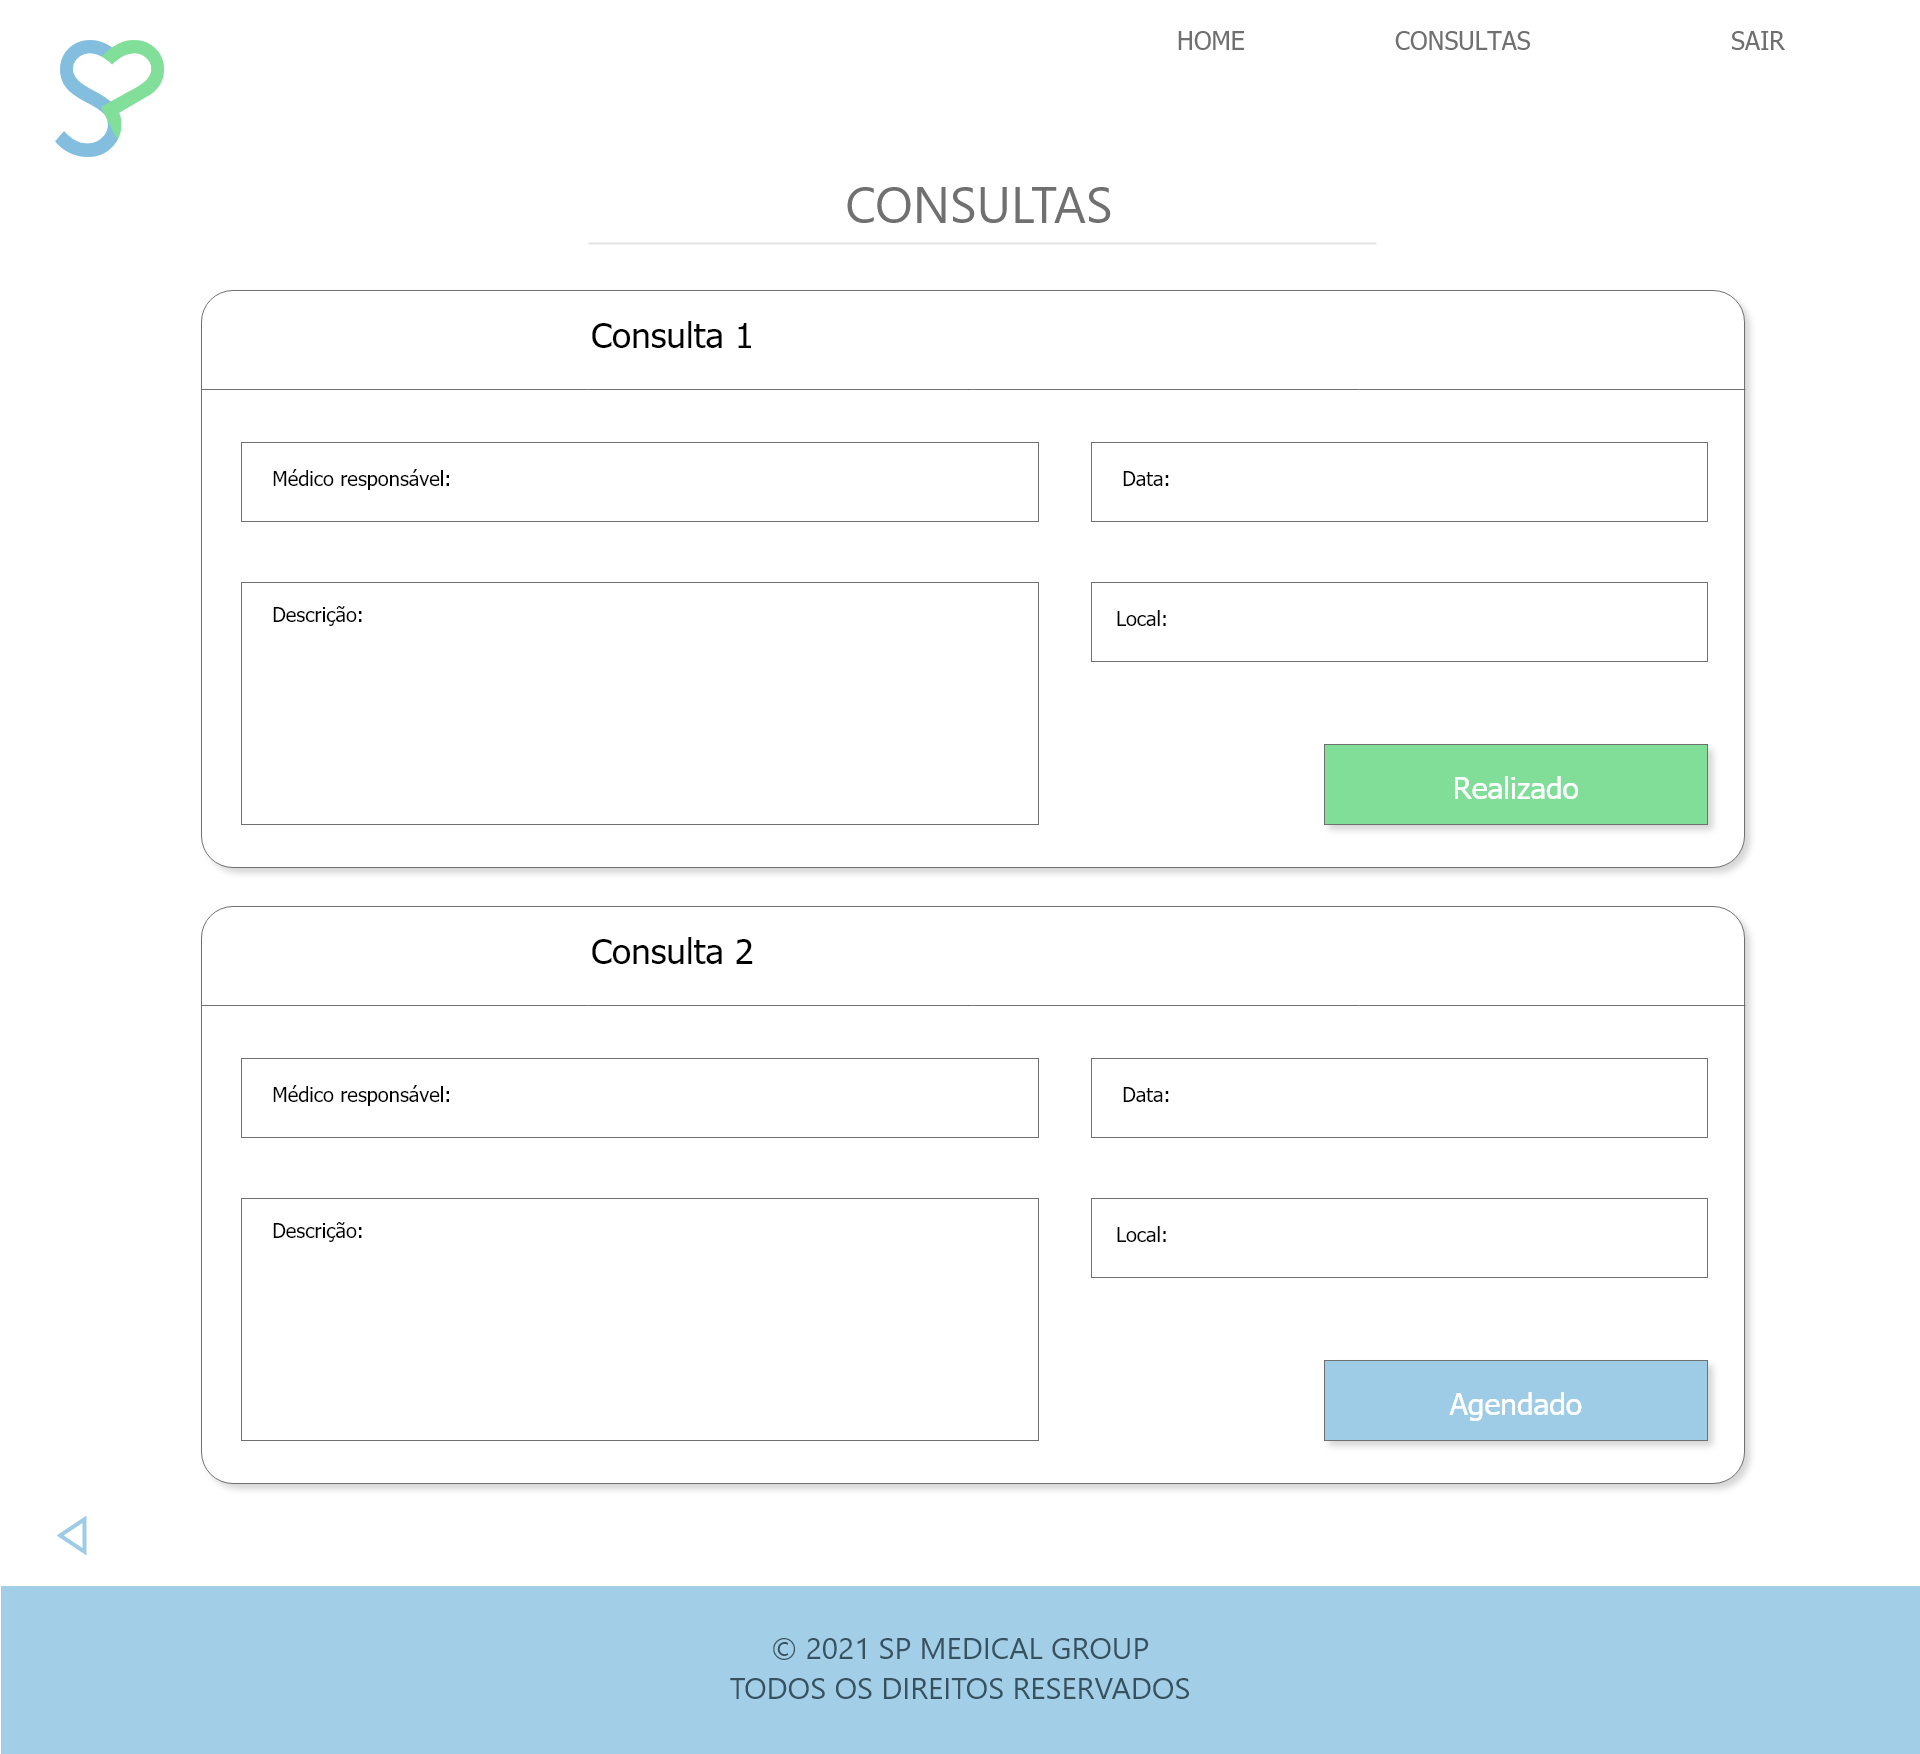 HOME CONSULTAS SAIR
CONSULTAS
Consulta 1
Médico responsável:
Data:
Descrição:
Local:
Realizado
Consulta 2
Médico responsável:
Data:
Descrição:
Local:
Agendado
© 2021 SP MEDICAL GROUP
TODOS OS DIREITOS RESERVADOS